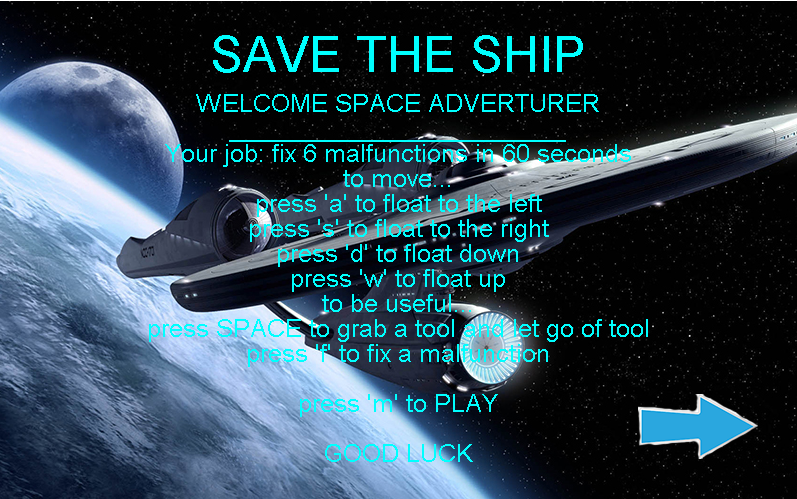 SAVE THE SHIP
WELCOME SPACE ADVERTURER
Your job: fix 6 malfunctions in 60 seconds
to move...
press 'a' to float to the left
press 's' to float to the right
press 'd' to float down
press 'w' to float up
to be useful...
press SPACE to grab a tool and let go of tool
press 'f' to fix a malfunction
press 'm' to PLAY
GOOD LUCK